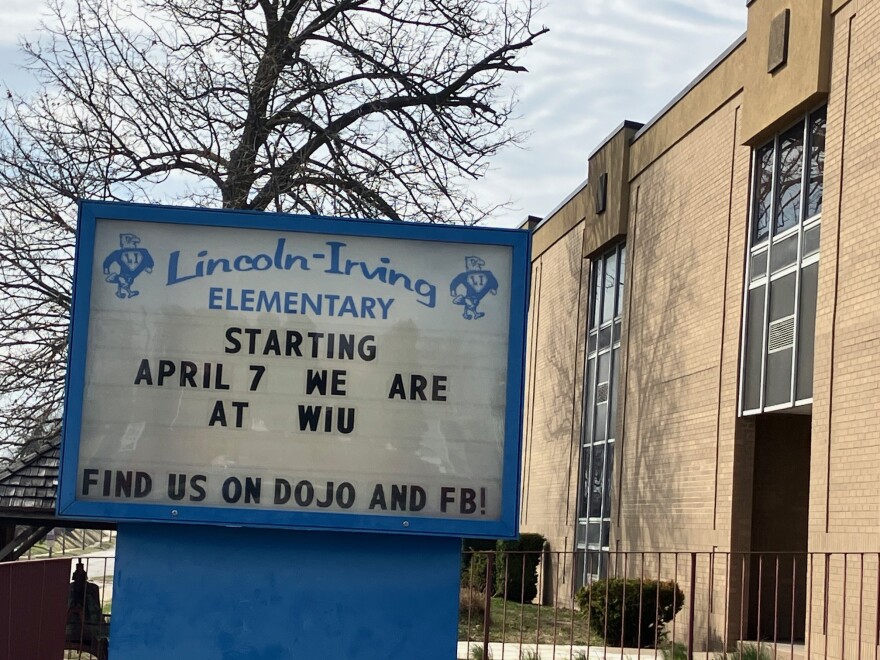 Lincoln-Irving
ELEMENTARY
STARTING
APRIL 7 WE ARE
AT WIU
FIND US ON DOJO AND FB!